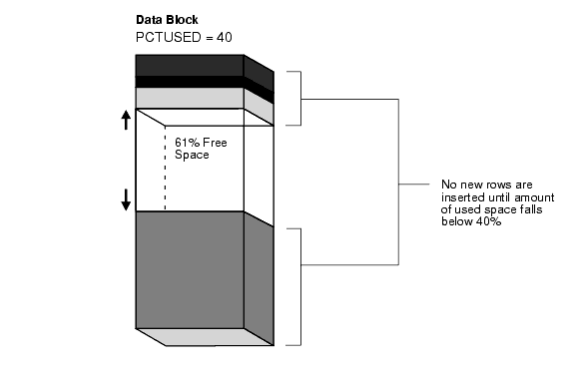 Data Block
PCTUSED = 40
61% Free
Space
No new rows are
inserted until amount
of used space falls
below 40%